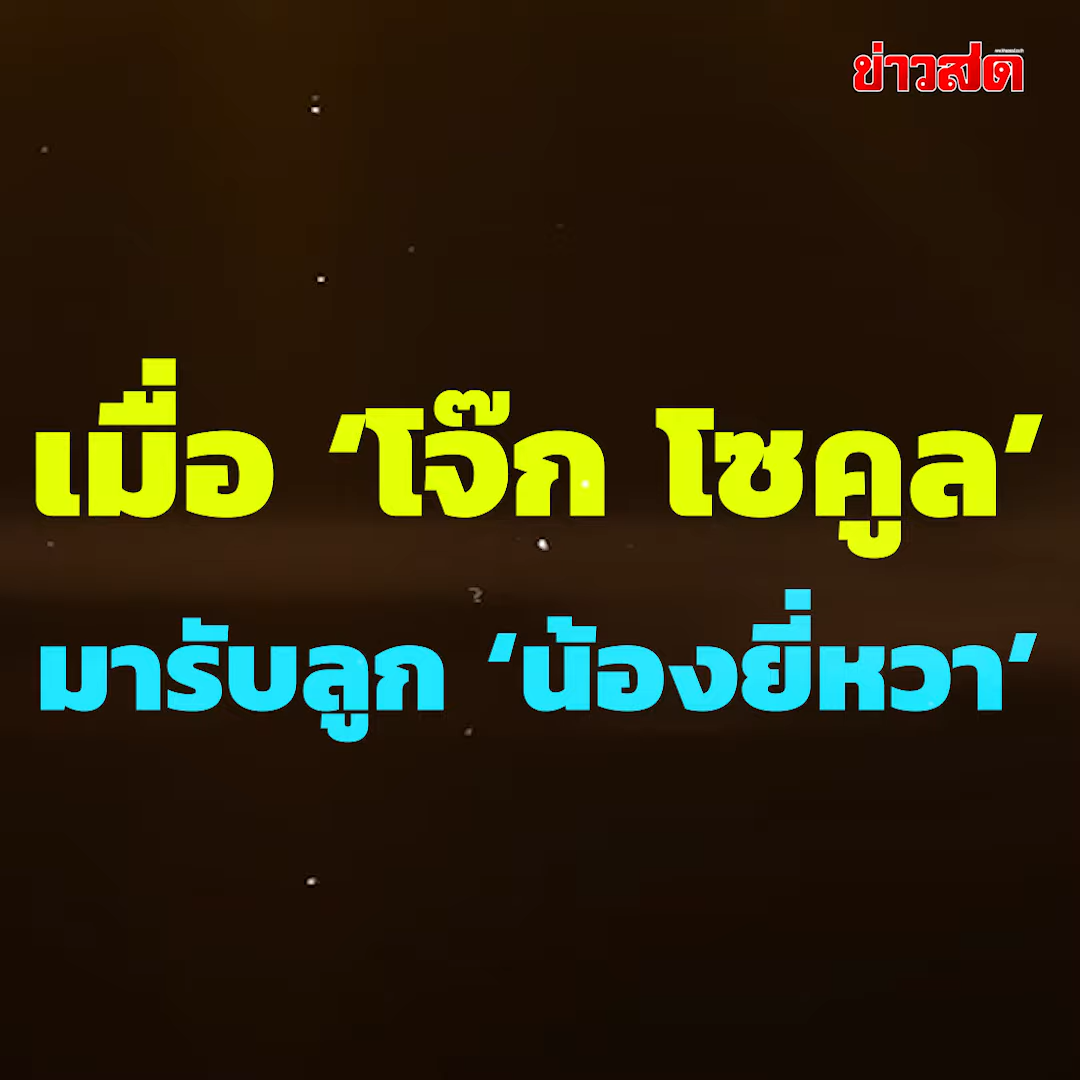 ข่าวสด
เมื่อ ‘โจ๊ก โซคูล’
มารับลูก ‘น้องยี่หวา’